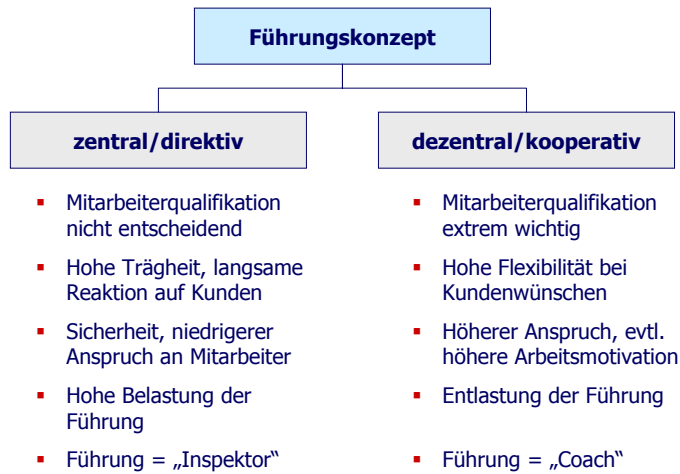 Führungskonzept
zentral/direktiv
▪ Mitarbeiterqualifikation
nicht entscheidend
▪ Hohe Trägheit, langsame
Reaktion auf Kunden
▪ Sicherheit, niedrigerer
Anspruch an Mitarbeiter
▪ Hohe Belastung der
Führung
▪ Führung = „Inspektor“
dezentral/kooperativ
▪ Mitarbeiterqualifikation
extrem wichtig
▪ Hohe Flexibilität bei
Kundenwünschen
▪ Höherer Anspruch, evtl.
höhere Arbeitsmotivation
▪ Entlastung der Führung
▪ Führung = „Coach“